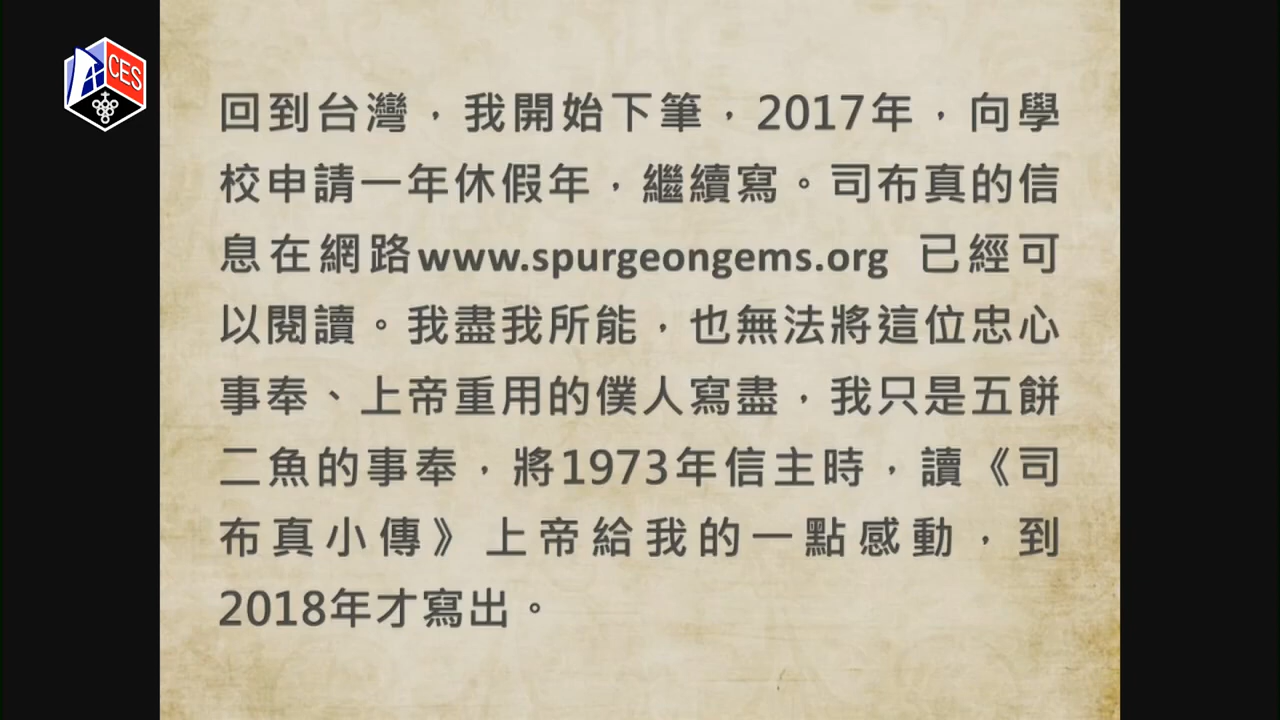 ACES
回到台灣，我開始下筆，2017年，向學
校申請一年休假年，繼續寫。司布真的信
息在網路www.spurgeongems.org 已經可
以閱讀。我盡我所能，也無法將這位忠心
事奉、上帝重用的僕人寫盡，我只是五餅
二魚的事奉，將1973年信主時，讀《司
布真小傳》上帝給我的一點感動，到
2018年才寫出。